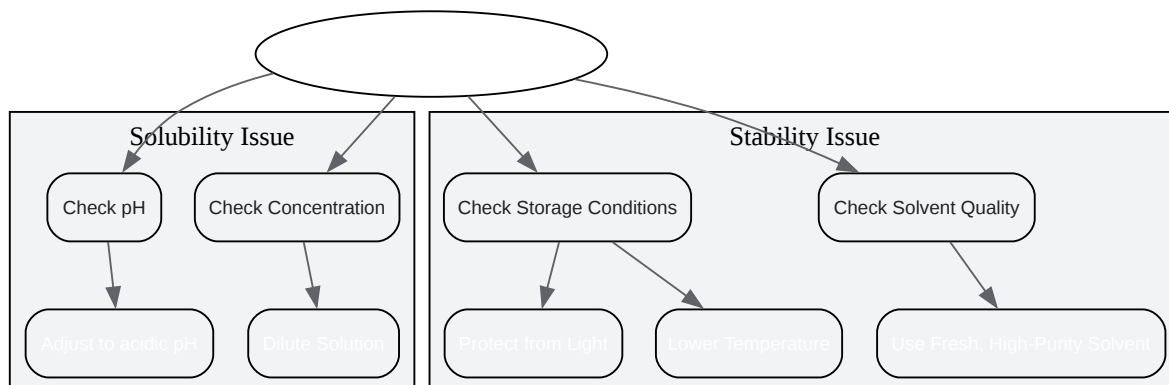 Solubility Issue
Stability Issue
Check pH
Check Concentration
Check Storage Conditions
Check Solvent Quality
Adjust to acidic pH
Dilute Solution
Protect from Light
Lower Temperature
Use Fresh, High-Purity Solvent